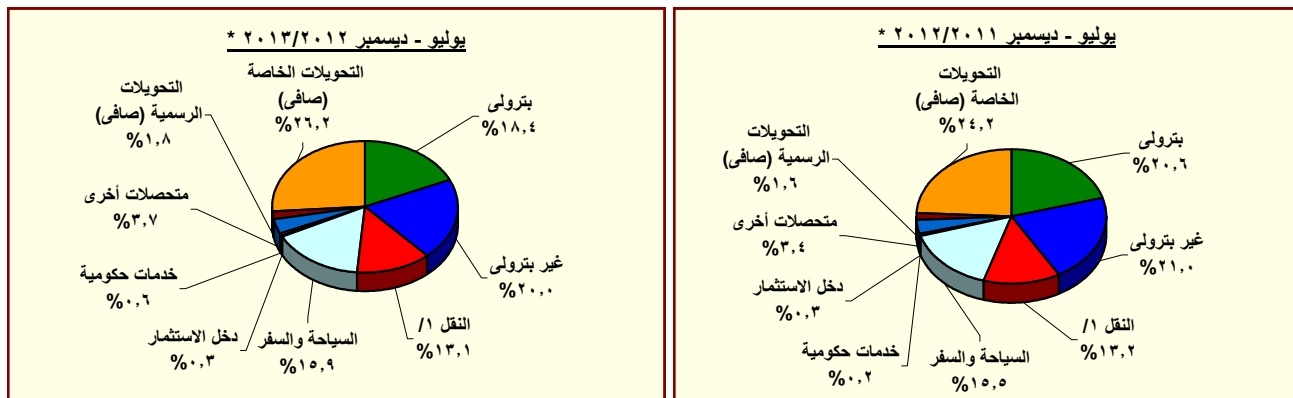 يوليو - ديسمبر ٢٠١٢/٢٠١١ *
التحويلات
الخاصة (صافى)
%٢٤,٢
بترولى
%٢٠,٦
التحويلات
الرسمية (صافى)
%١,٦
متحصلات أخرى
%٣,٤
غير بترولى
%٢١,٠
دخل الاستثمار
%٠,٣
النقل ١/
%١٣,٢
خدمات حكومية
%٠,٢
السياحة والسفر
%١٥,٥
يوليو - ديسمبر ٢٠١٣/٢٠١٢ *
التحويلات الخاصة
(صافى)
%٢٦,٢
بترولى
%١٨,٤
التحويلات
الرسمية (صافى)
%١,٨
متحصلات أخرى
%٣,٧
غير بترولى
%٢٠,٠
خدمات حكومية
%٠,٦
النقل ١/
%١٣,١
السياحة والسفر
%١٥,٩
دخل الاستثمار
%٠,٣